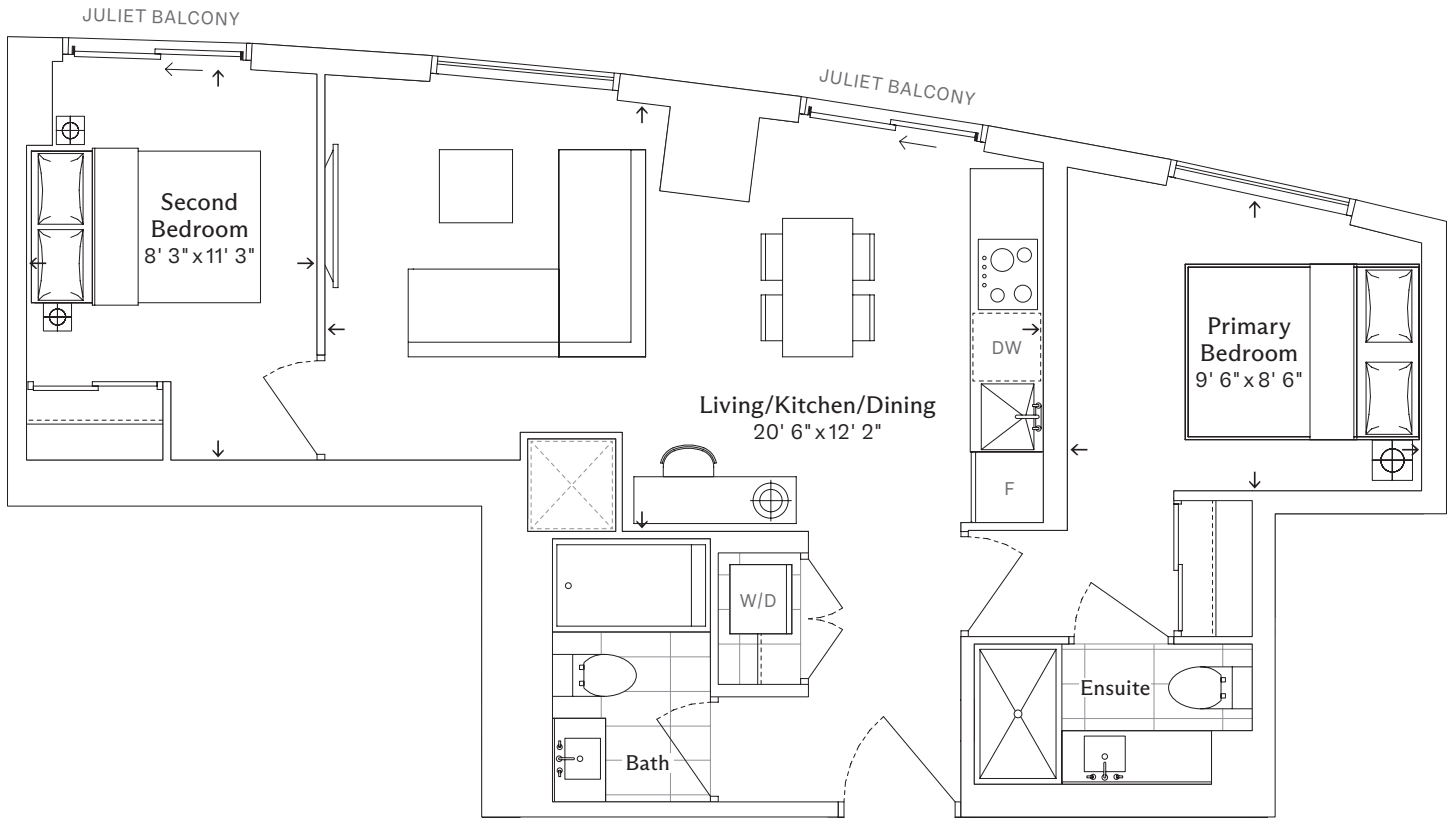 JULIET BALCONY
JULIET BALCONY
Second
Bedroom
8' 3" x 11' 3"
Primary
Bedroom
9' 6" x 8' 6"
DW
Living/Kitchen/Dining
20' 6" x 12' 2"
F
W/D
Ensuite
Bath